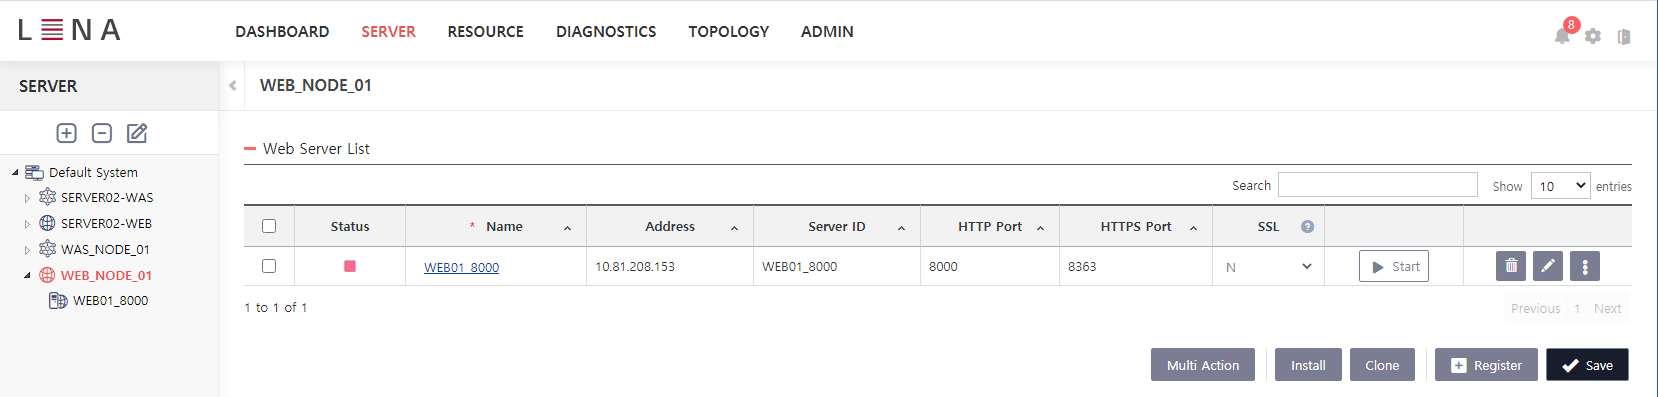 LENA DASHBOARD SERVER RESOURCE DIAGNOSTICS TOPOLOGY ADMIN 8
SERVER
WEB_NODE_01
Default System
SERVER02-WAS
SERVER02-WEB
WAS_NODE_01
WEB_NODE_01
WEB01_8000
Web Server List
Search Show 10 entries
Status * Name Address Server ID HTTP Port HTTPS Port SSL ?
WEB01_8000 10.81.208.153 WEB01_8000 8000 8363 N Start
1 to 1 of 1 Previous 1 Next
Multi Action Install Clone Register Save